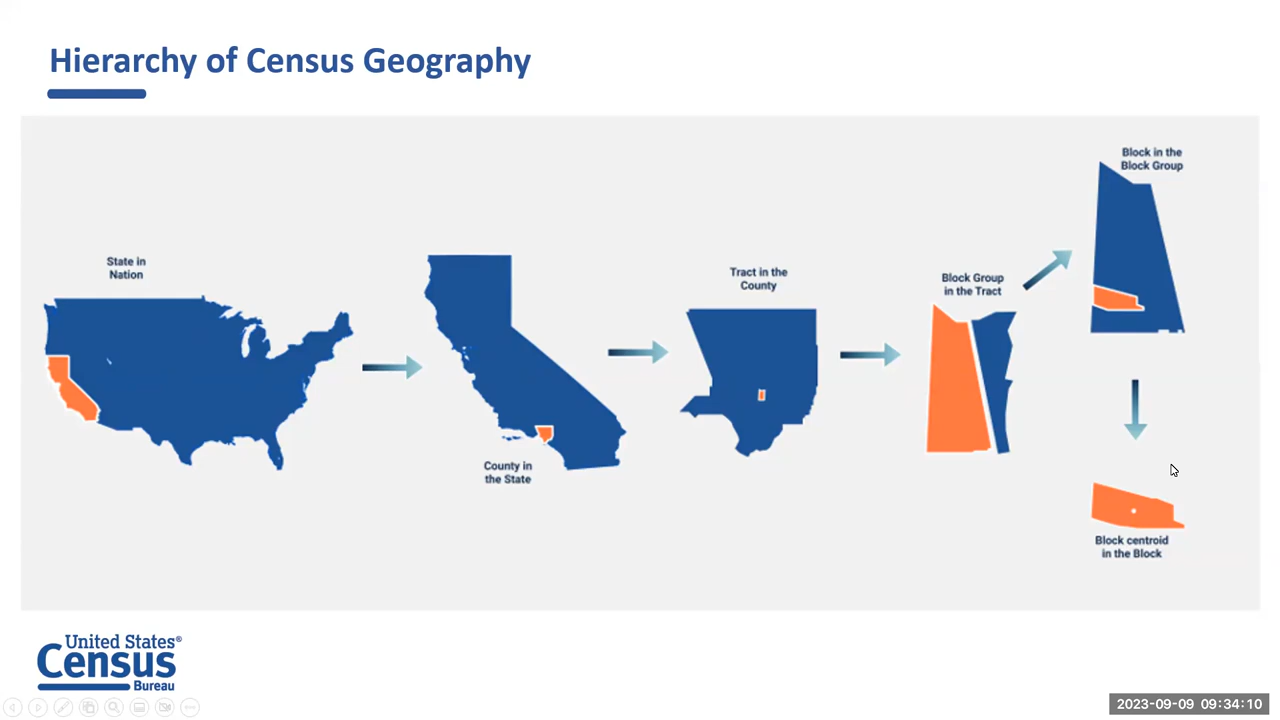 Hierarchy of Census Geography
State in
Nation
County in
the State
Tract in the
County
Block Group
in the Tract
Block in the
Block Group
Block centroid
in the Block
United States®
Census
Bureau
2023-09-09 09:34:10